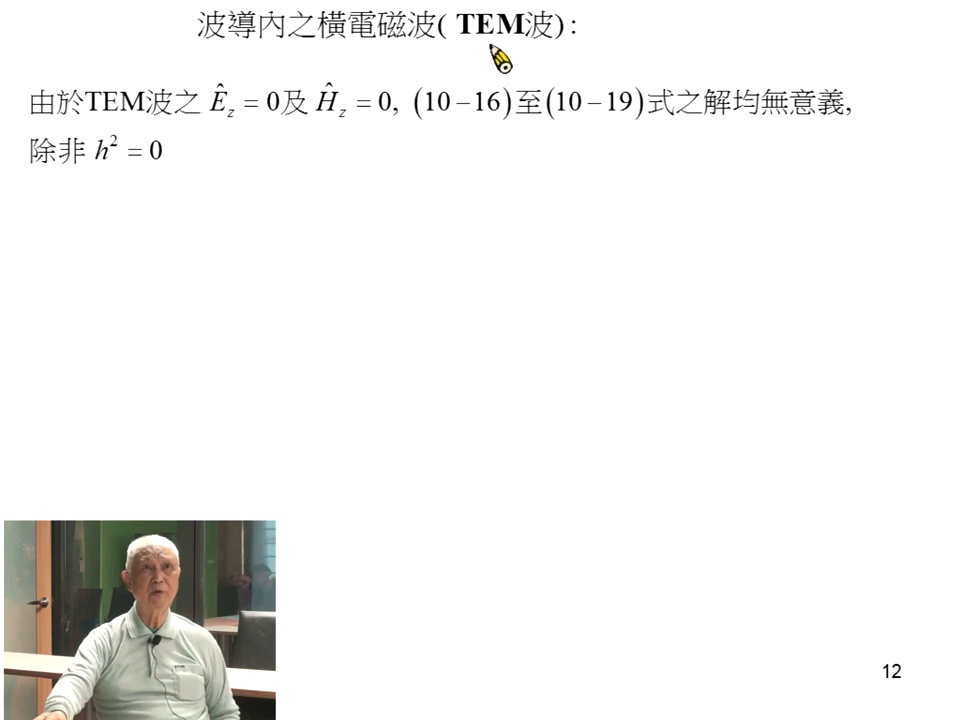 波導內之橫電磁波( TEM波) :
由於TEM波之 Ê_z = 0及 Ĥ_z = 0, (10−16)至(10−19)式之解均無意義,
除非 h² = 0
12